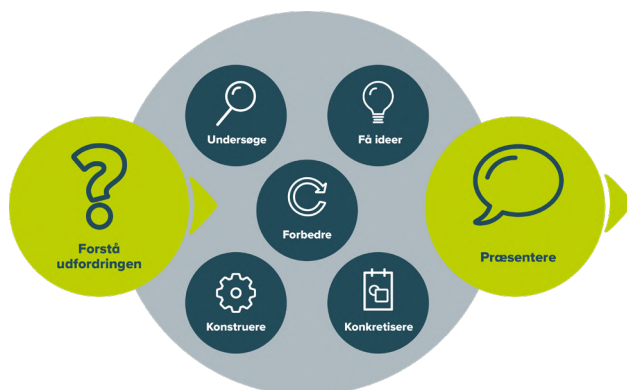 Undersøge
Få ideer
Forstå
udfordringen
Forbedre
Præsentere
Konstruere
Konkretisere